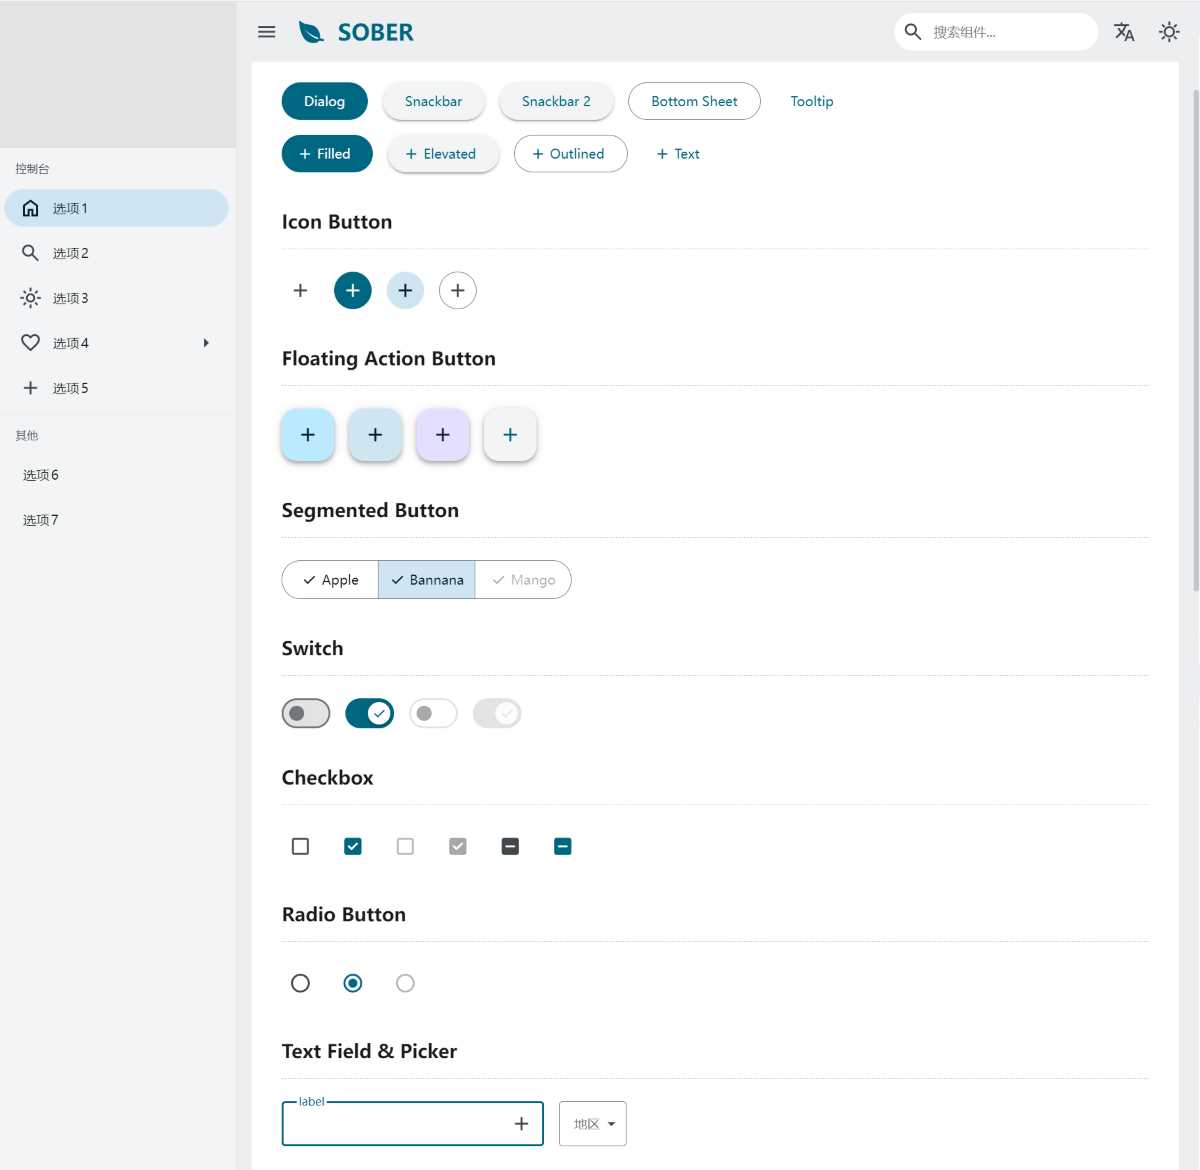 SOBER
搜索组件...
控制台
选项1
选项2
选项3
选项4
选项5
其他
选项6
选项7
Dialog Snackbar Snackbar 2 Bottom Sheet Tooltip
Filled Elevated Outlined Text
Icon Button
Floating Action Button
Segmented Button
Apple Bannana Mango
Switch
Checkbox
Radio Button
Text Field & Picker
label
地区